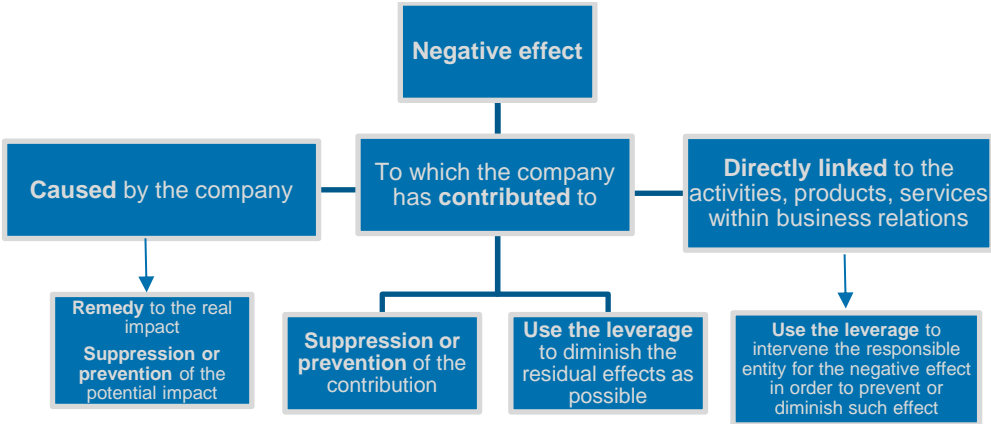 Negative effect
Caused by the company
To which the company
has contributed to
Directly linked to the
activities, products, services
within business relations
Remedy to the real
impact
Suppression or
prevention of the
potential impact
Suppression or
prevention of the
contribution
Use the leverage
to diminish the
residual effects as
possible
Use the leverage to
intervene the responsible
entity for the negative effect
in order to prevent or
diminish such effect